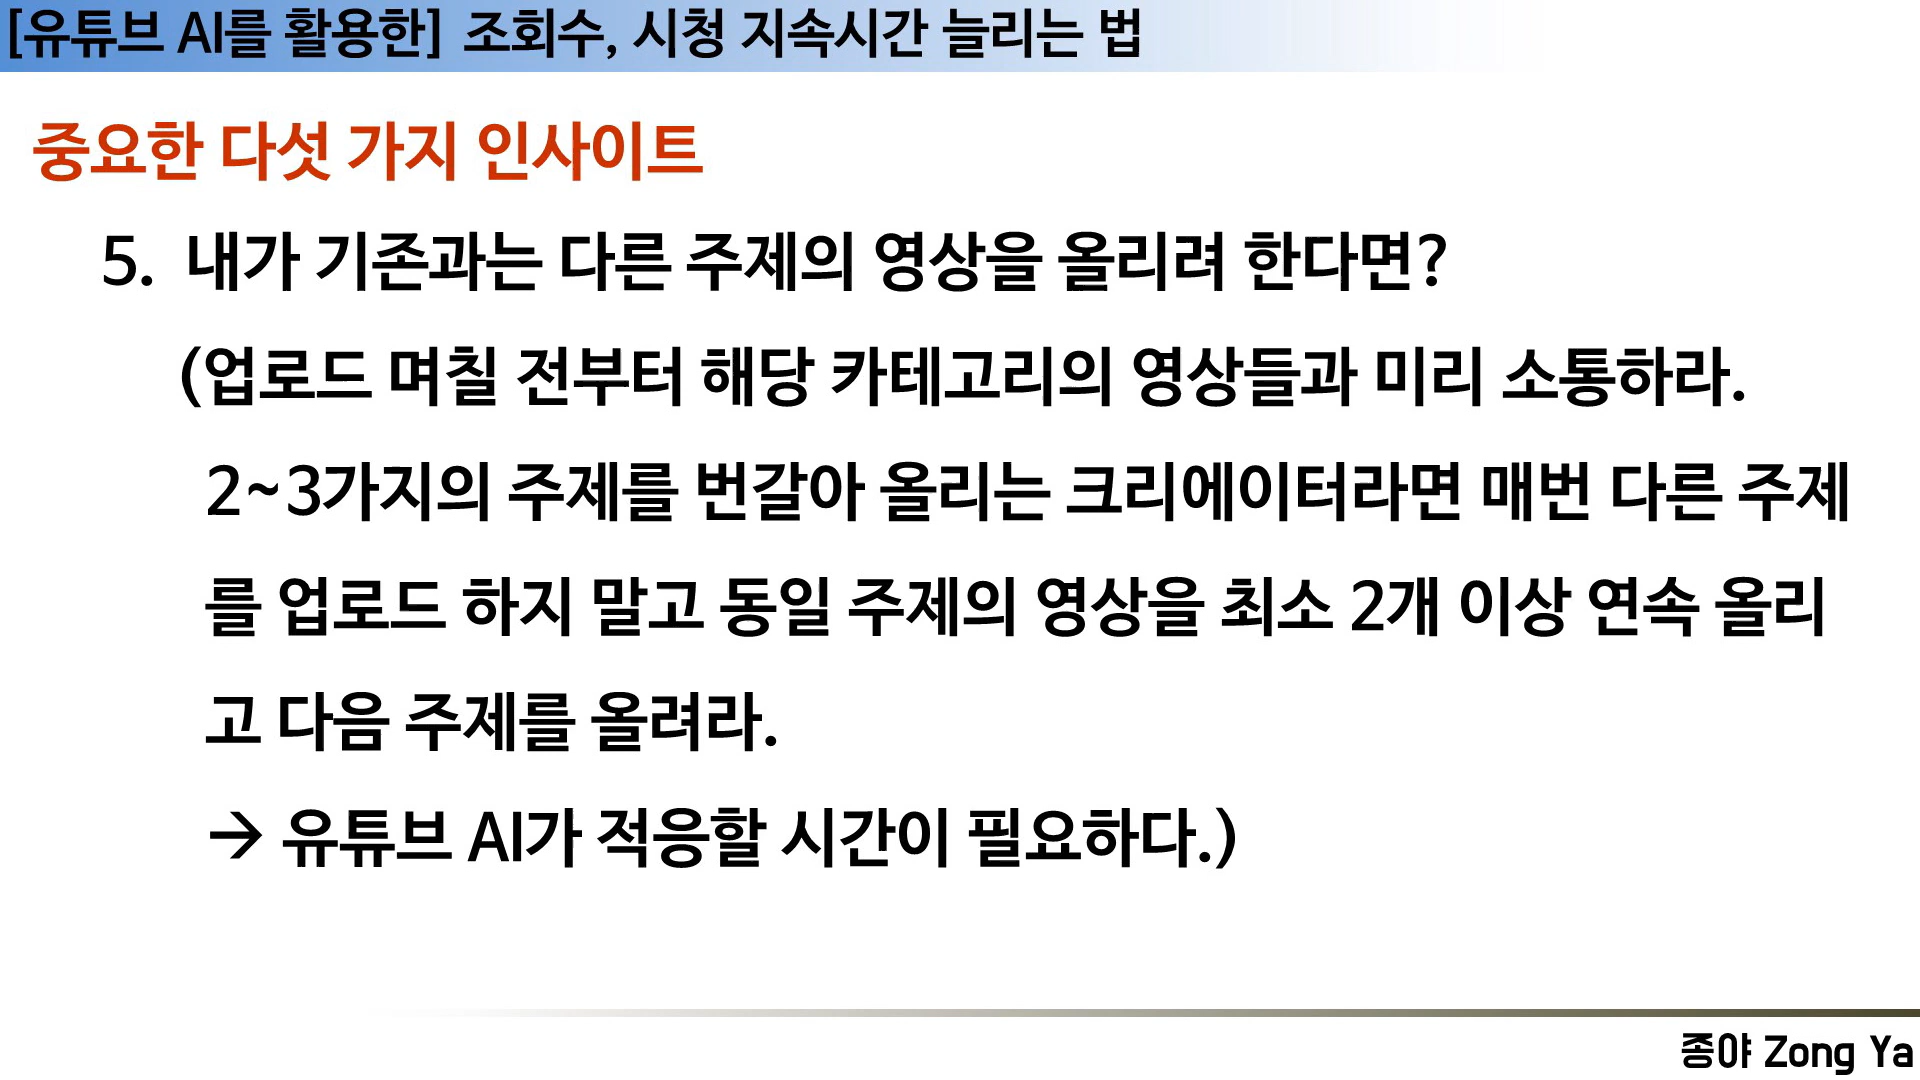 [유튜브 AI를 활용한] 조회수, 시청 지속시간 늘리는 법
중요한 다섯 가지 인사이트
5. 내가 기존과는 다른 주제의 영상을 올리려 한다면?
(업로드 며칠 전부터 해당 카테고리의 영상들과 미리 소통하라.
2~3가지의 주제를 번갈아 올리는 크리에이터라면 매번 다른 주제
를 업로드 하지 말고 동일 주제의 영상을 최소 2개 이상 연속 올리
고 다음 주제를 올려라.
→ 유튜브 AI가 적응할 시간이 필요하다.)
종야 Zong Ya